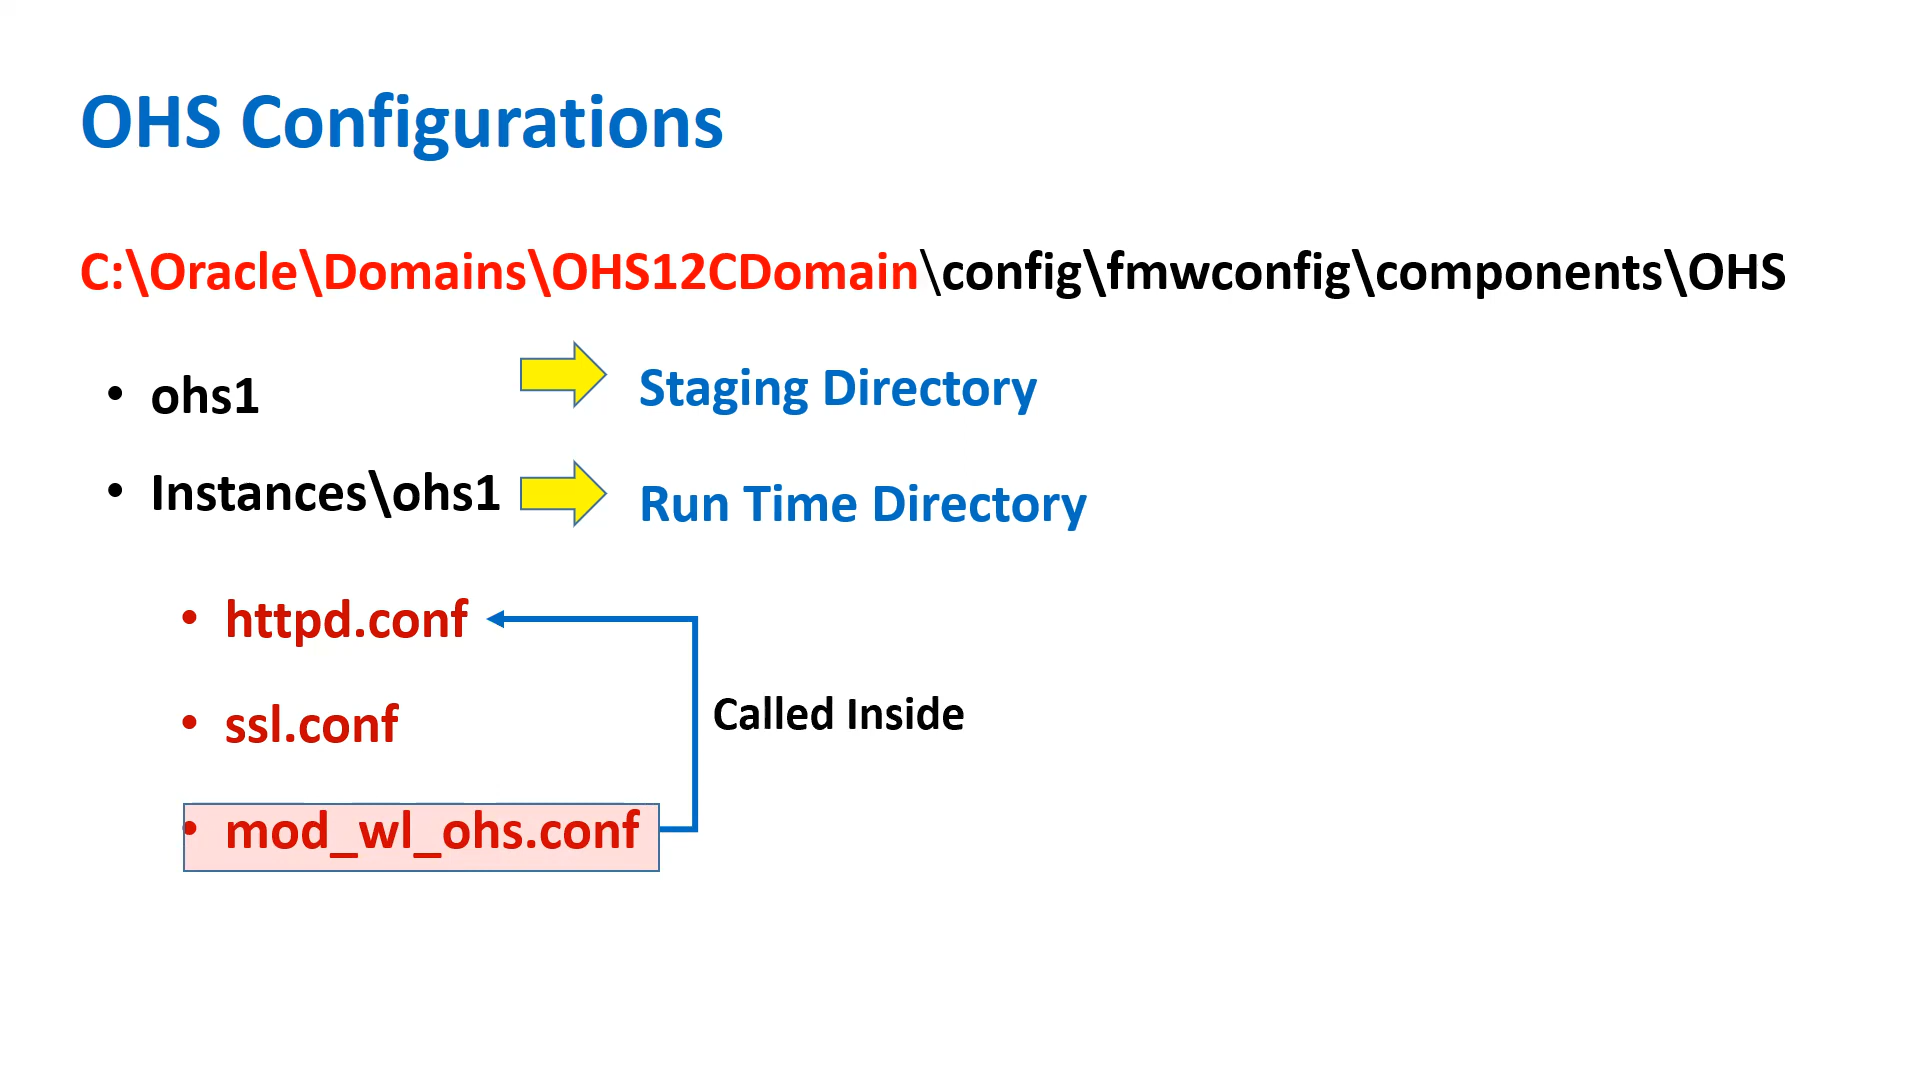 OHS Configurations
C:\Oracle\Domains\OHS12CDomain\config\fmwconfig\components\OHS
• ohs1
Staging Directory
• Instances\ohs1
Run Time Directory
• httpd.conf
• ssl.conf
Called Inside
• mod_wl_ohs.conf